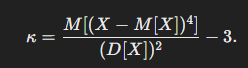 κ = M[(X − M[X])⁴] / (D[X])² − 3.